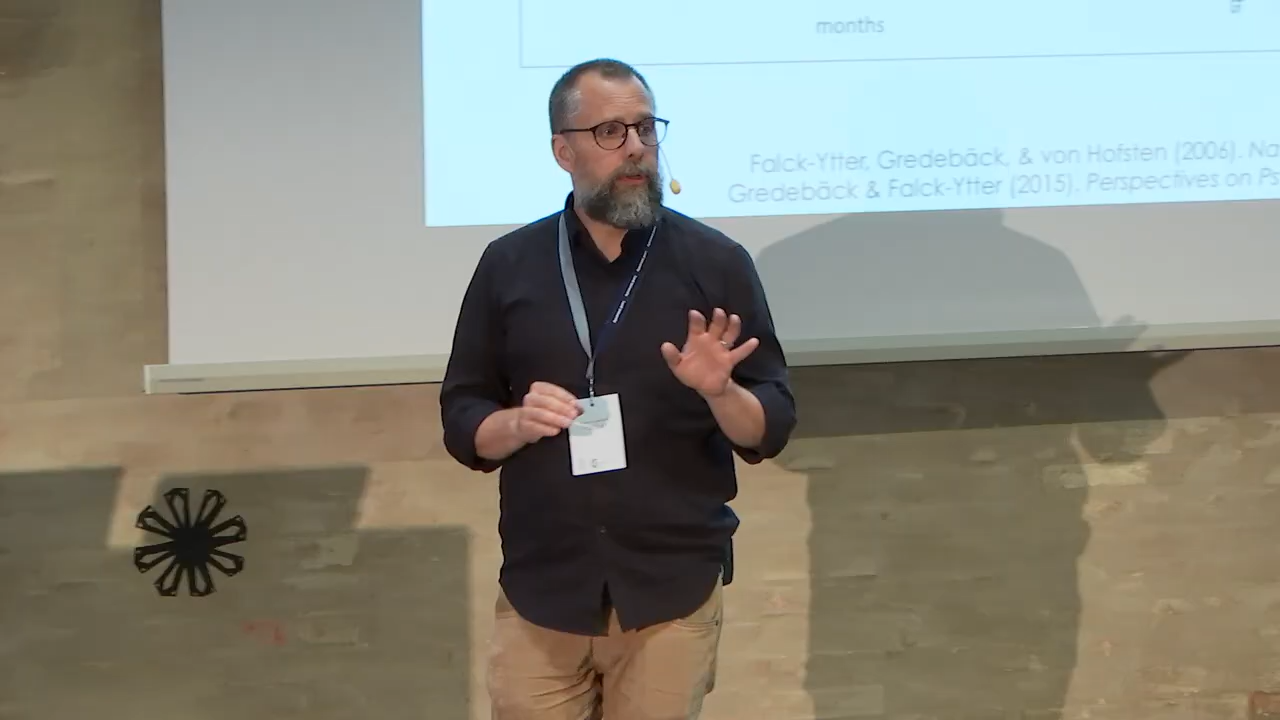 months
Falck-Ytter, Gredebäck, & von Hofsten (2006). Na
Gredebäck & Falck-Ytter (2015). Perspectives on Ps